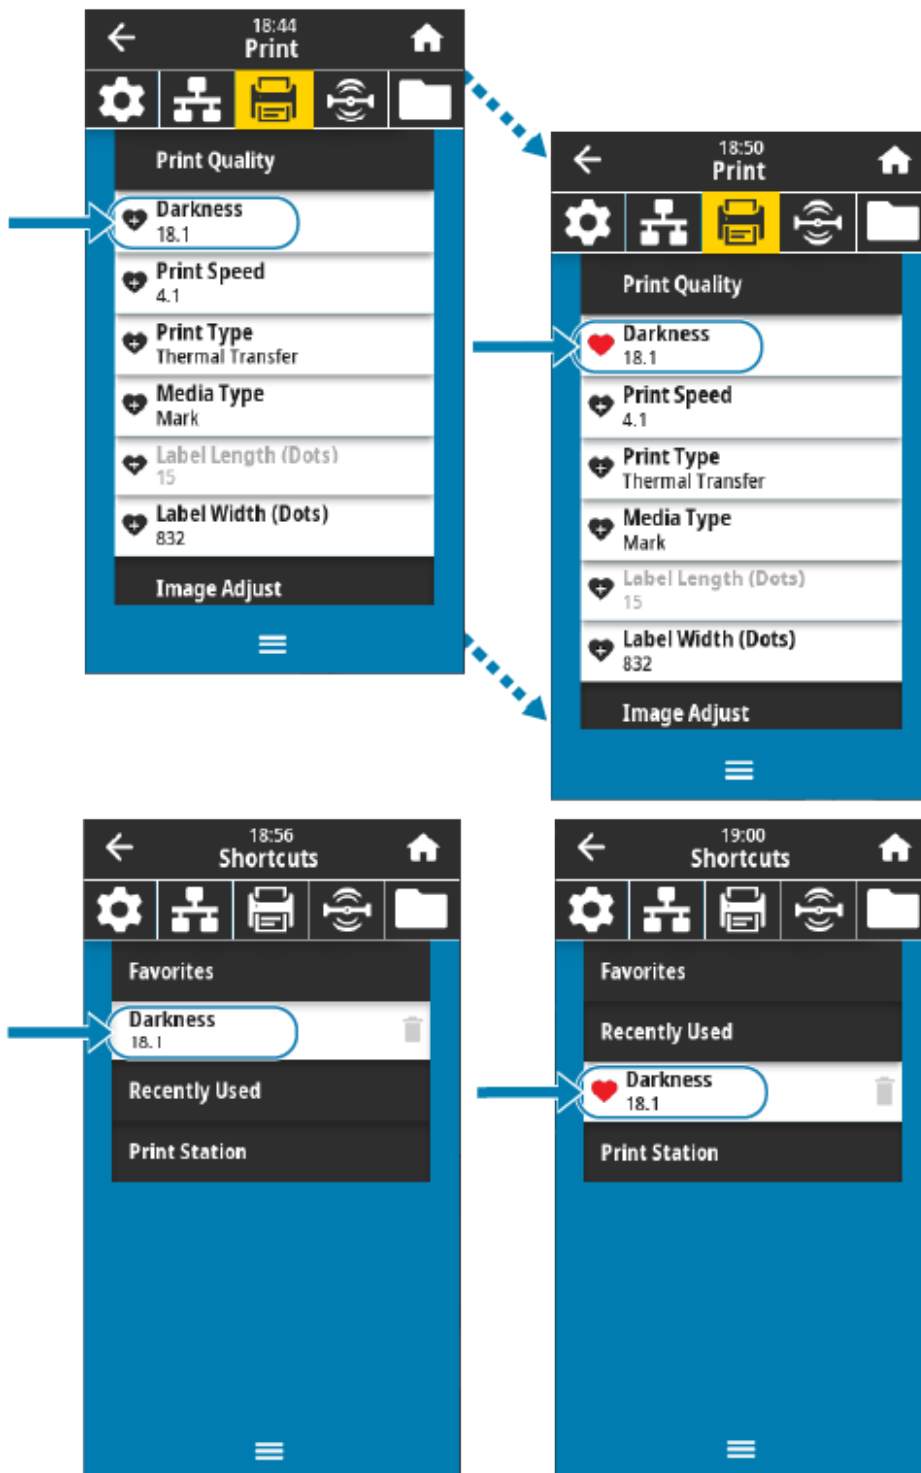 18:44
Print
Print Quality
Darkness
18.1
Print Speed
4.1
Print Type
Thermal Transfer
Media Type
Mark
Label Length (Dots)
15
Label Width (Dots)
832
Image Adjust
18:50
Print
Print Quality
Darkness
18.1
Print Speed
4.1
Print Type
Thermal Transfer
Media Type
Mark
Label Length (Dots)
15
Label Width (Dots)
832
Image Adjust
18:56
Shortcuts
Favorites
Darkness
18.1
Recently Used
Print Station
19:00
Shortcuts
Favorites
Recently Used
Darkness
18.1
Print Station